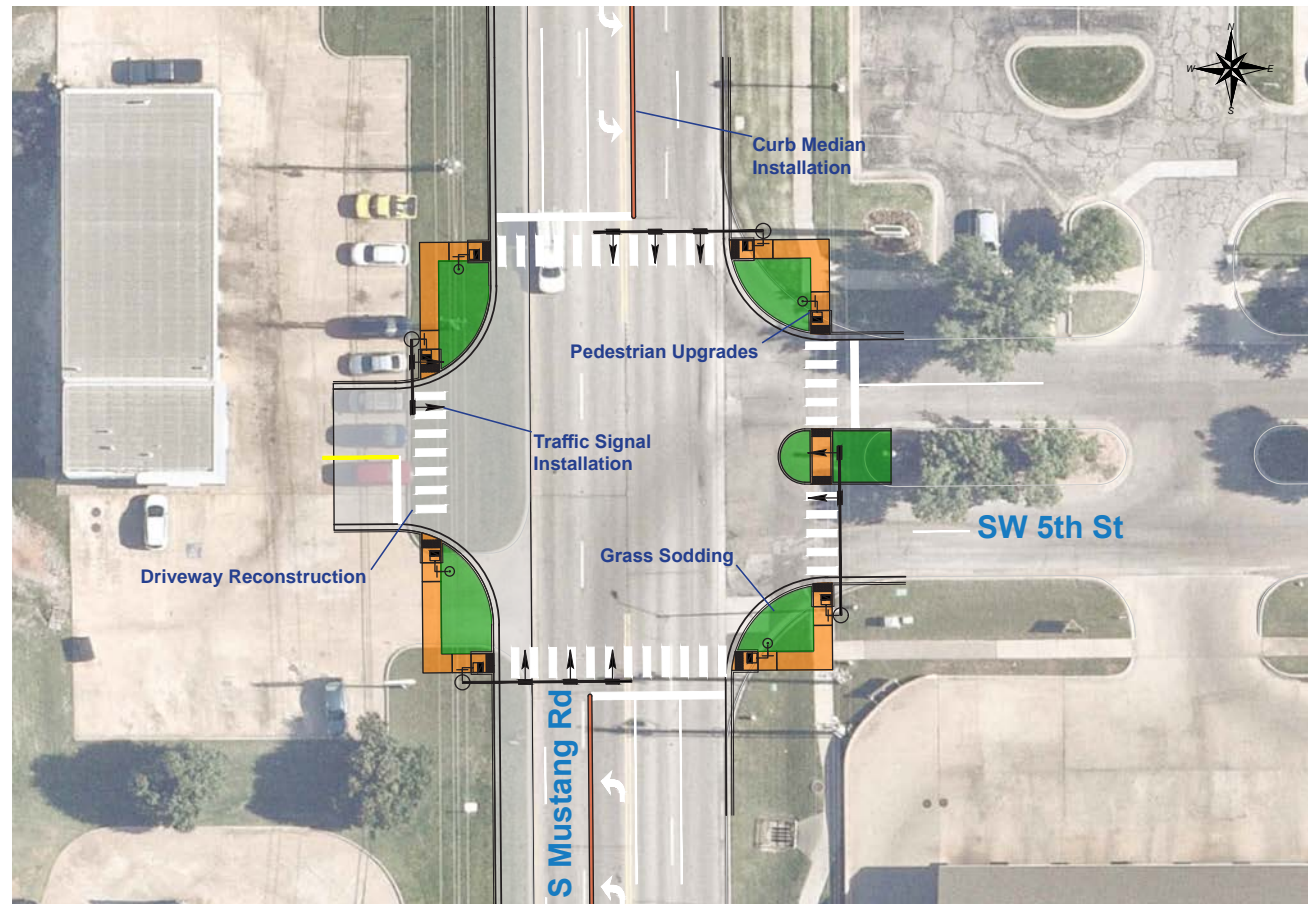 N
W E
S
Curb Median
Installation
Pedestrian Upgrades
Traffic Signal
Installation
SW 5th St
Grass Sodding
Driveway Reconstruction
S Mustang Rd